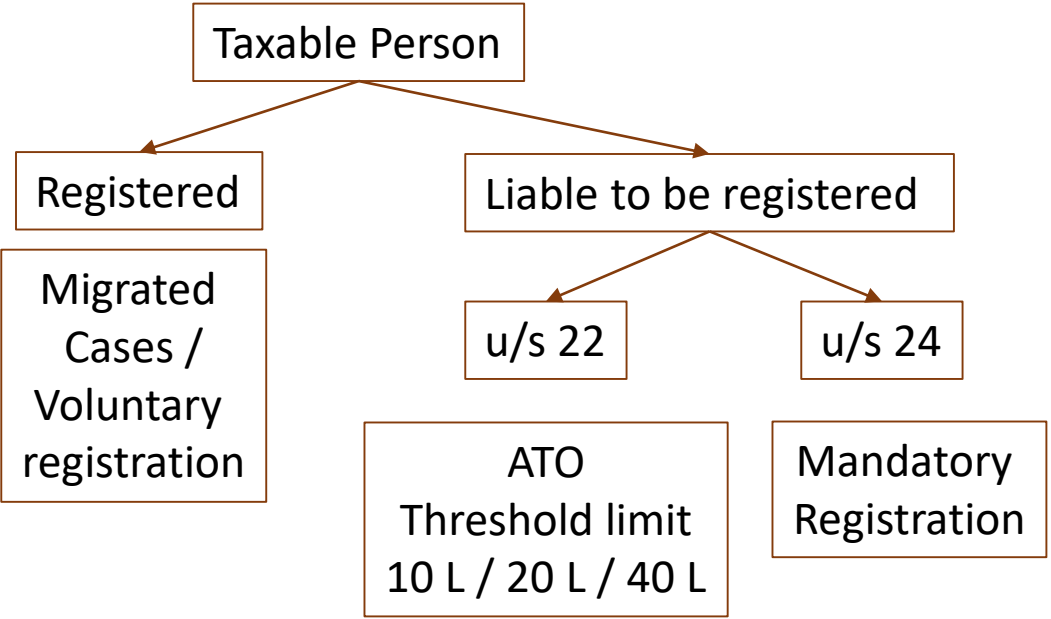 Taxable Person
Registered
Liable to be registered
Migrated
Cases /
Voluntary
registration
u/s 22
u/s 24
ATO
Threshold limit
10 L / 20 L / 40 L
Mandatory
Registration